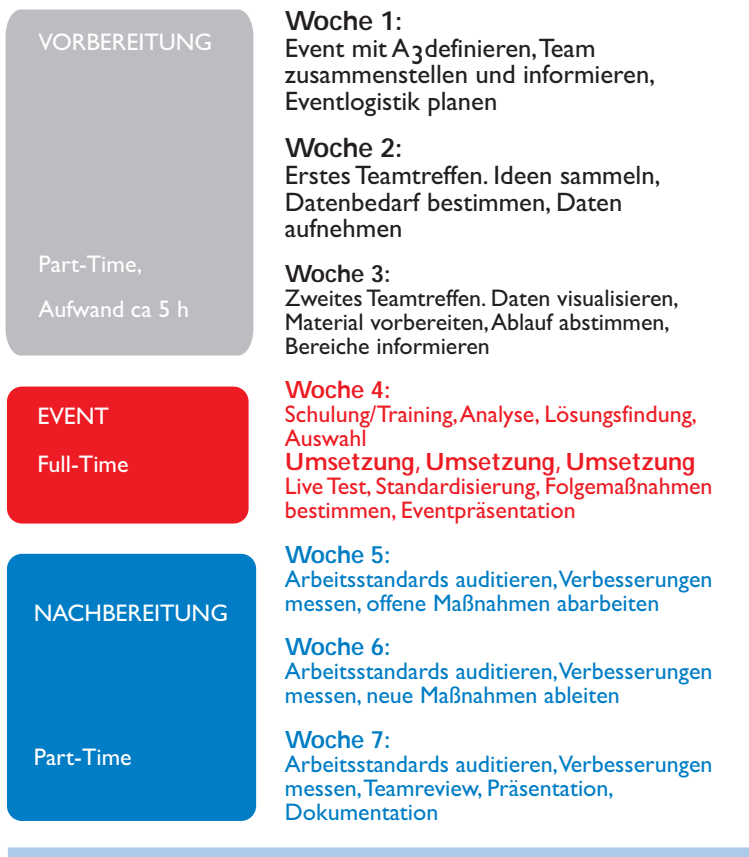 VORBEREITUNG
Part-Time,
Aufwand ca 5 h
Woche 1:
Event mit A3 definieren, Team
zusammenstellen und informieren,
Eventlogistik planen
Woche 2:
Erstes Teamtreffen. Ideen sammeln,
Datenbedarf bestimmen, Daten
aufnehmen
Woche 3:
Zweites Teamtreffen. Daten visualisieren,
Material vorbereiten, Ablauf abstimmen,
Bereiche informieren
EVENT
Full-Time
Woche 4:
Schulung/Training, Analyse, Lösungsfindung,
Auswahl
Umsetzung, Umsetzung, Umsetzung
Live Test, Standardisierung, Folgemaßnahmen
bestimmen, Eventpräsentation
NACHBEREITUNG
Part-Time
Woche 5:
Arbeitsstandards auditieren, Verbesserungen
messen, offene Maßnahmen abarbeiten
Woche 6:
Arbeitsstandards auditieren, Verbesserungen
messen, neue Maßnahmen ableiten
Woche 7:
Arbeitsstandards auditieren, Verbesserungen
messen, Teamreview, Präsentation,
Dokumentation